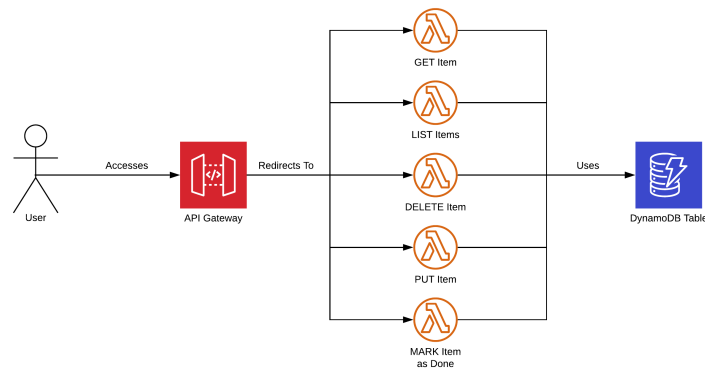 GET Item
LIST Items
Accesses
Redirects To
Uses
</>
User
API Gateway
DELETE Item
DynamoDB Table
PUT Item
MARK Item
as Done